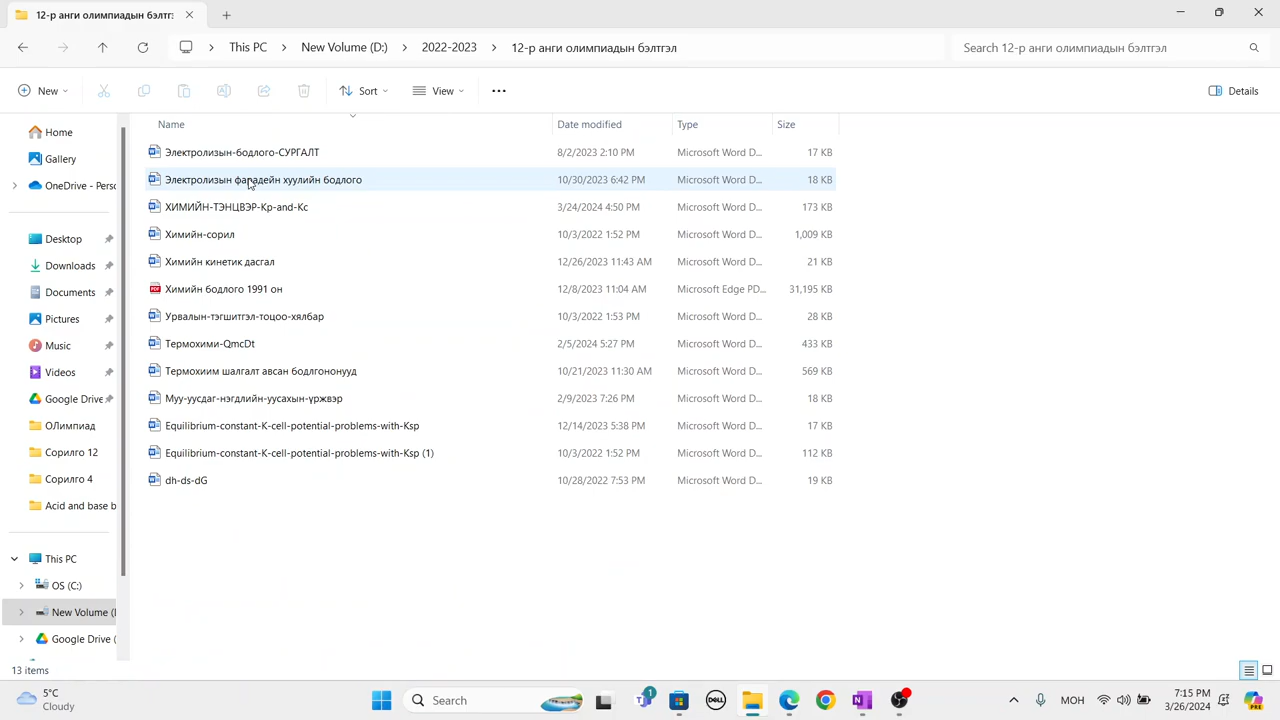 12-р анги олимпиадын бэлтг
This PC > New Volume (D:) > 2022-2023 > 12-р анги олимпиадын бэлтгэл
Search 12-р анги олимпиадын бэлтгэл
New
Sort
View
Details
Name Date modified Type Size
Электролизын-бодлого-СУРГАЛТ 8/2/2023 2:10 PM Microsoft Word D... 17 KB
Электролизын фарадейн хуулийн бодлого 10/30/2023 6:42 PM Microsoft Word D... 18 KB
ХИМИЙН-ТЭНЦВЭР-Kp-and-Kc 3/24/2024 4:50 PM Microsoft Word D... 173 KB
Химийн-сорил 10/3/2022 1:52 PM Microsoft Word D... 1,009 KB
Химийн кинетик дасгал 12/26/2023 11:43 AM Microsoft Word D... 21 KB
Химийн бодлого 1991 он 12/8/2023 11:04 AM Microsoft Edge PD... 31,195 KB
Урвалын-тэгшитгэл-тоцоо-хялбар 10/3/2022 1:53 PM Microsoft Word D... 28 KB
Термохими-QmcDt 2/5/2024 5:27 PM Microsoft Word D... 433 KB
Термохиим шалгалт авсан бодлгононууд 10/21/2023 11:30 AM Microsoft Word D... 569 KB
Муу-уусдаг-нэгдлийн-уусахын-үржвэр 2/9/2023 7:26 PM Microsoft Word D... 18 KB
Equilibrium-constant-K-cell-potential-problems-with-Ksp 12/14/2023 5:38 PM Microsoft Word D... 17 KB
Equilibrium-constant-K-cell-potential-problems-with-Ksp (1) 10/3/2022 1:52 PM Microsoft Word D... 112 KB
dh-ds-dG 10/28/2022 7:53 PM Microsoft Word D... 19 KB
Home
Gallery
OneDrive - Persc
Desktop
Downloads
Documents
Pictures
Music
Videos
Google Drive
ОЛимпиад
Сорилго 12
Сорилго 4
Acid and base b
This PC
OS (C:)
New Volume (
Google Drive (
13 items
5°C
Cloudy
Search
1
DELL
МОН
7:15 PM
3/26/2024
PRE